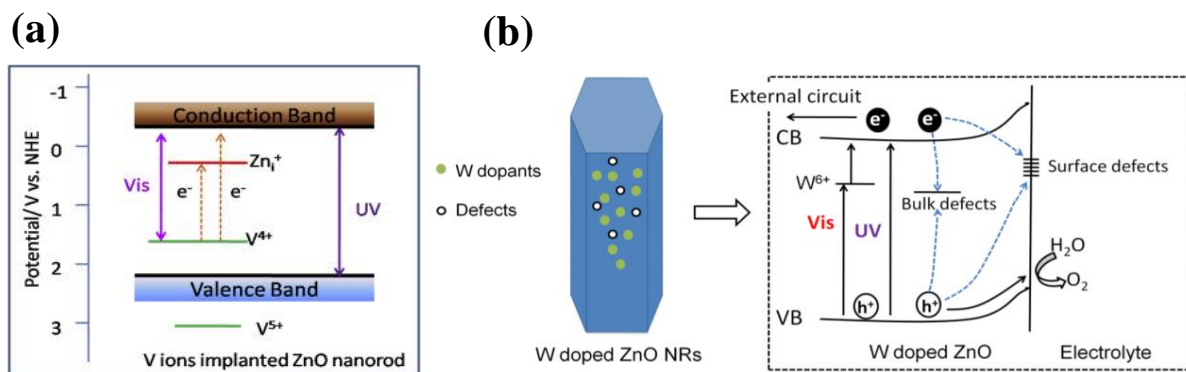 (a)
-1
0
1
2
3
Potential/V vs. NHE
Conduction Band
Znᵢ⁺
Vis
e⁻
e⁻
UV
V⁴⁺
Valence Band
V⁵⁺
V ions implanted ZnO nanorod
(b)
W dopants
Defects
W doped ZnO NRs
External circuit
e⁻
e⁻
CB
Surface defects
W⁶⁺
Bulk defects
Vis
UV
H₂O
O₂
h⁺
h⁺
VB
W doped ZnO
Electrolyte